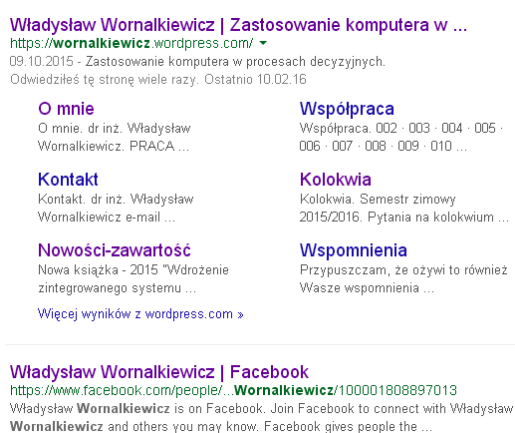 Władysław Wornalkiewicz | Zastosowanie komputera w ...
https://wornalkiewicz.wordpress.com/
09.10.2015 - Zastosowanie komputera w procesach decyzyjnych.
Odwiedziłeś tę stronę wiele razy. Ostatnio 10.02.16
O mnie
O mnie. dr inż. Władysław
Wornalkiewicz. PRACA ...
Współpraca
Współpraca. 002 · 003 · 004 · 005 ·
006 · 007 · 008 · 009 · 010 ...
Kontakt
Kontakt. dr inż. Władysław
Wornalkiewicz e-mail ...
Kolokwia
Kolokwia. Semestr zimowy
2015/2016. Pytania na kolokwium ...
Nowości-zawartość
Nowa książka - 2015 "Wdrożenie
zintegrowanego systemu ...
Wspomnienia
Przypuszczam, że ożywi to również
Wasze wspomnienia ...
Więcej wyników z wordpress.com »
Władysław Wornalkiewicz | Facebook
https://www.facebook.com/people/...Wornalkiewicz/100001808897013
Władysław Wornalkiewicz is on Facebook. Join Facebook to connect with Władysław
Wornalkiewicz and others you may know. Facebook gives people the ...